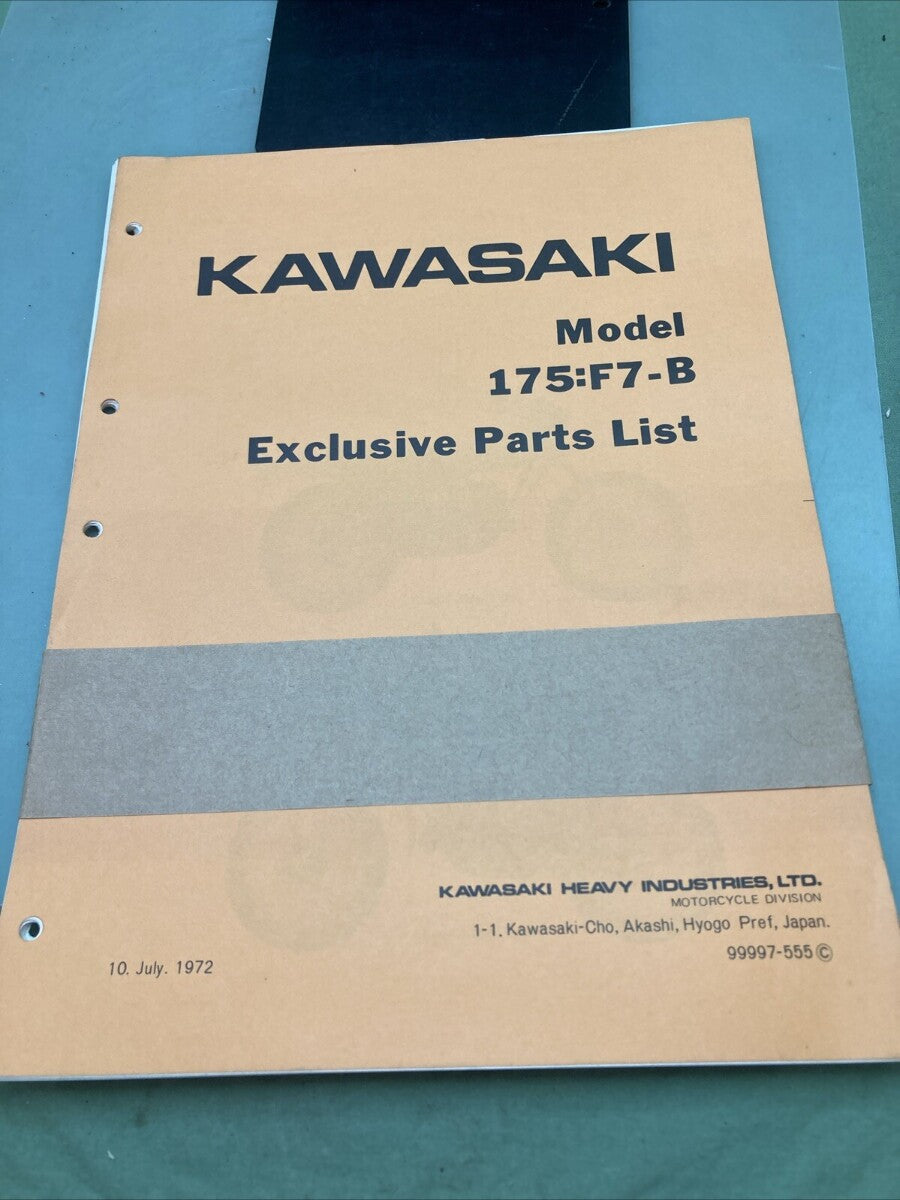 KAWASAKI
Model
175:F7-B
Exclusive Parts List
KAWASAKI HEAVY INDUSTRIES, LTD.
MOTORCYCLE DIVISION
1-1, Kawasaki-Cho, Akashi, Hyogo Pref, Japan.
99997-555 ©
10. July. 1972